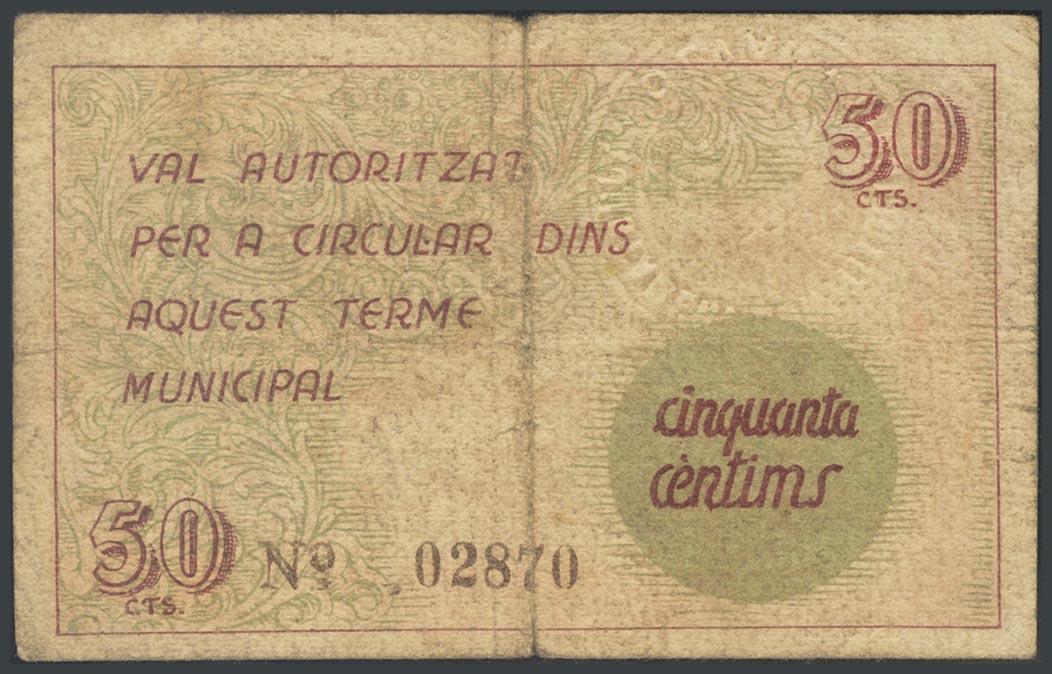 50
CTS.
VAL AUTORITZAT
PER A CIRCULAR DINS
AQUEST TERME
MUNICIPAL
cinquanta
cèntims
50
CTS.
Nº 02870